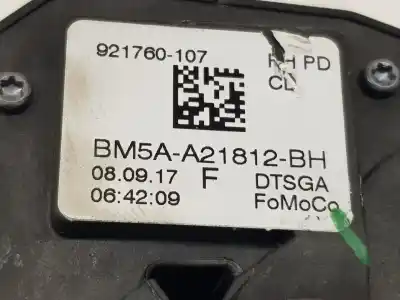 921760-107 RH PD
CL
BM5A-A21812-BH
08.09.17 F DTSGA
06:42:09 FoMoCo